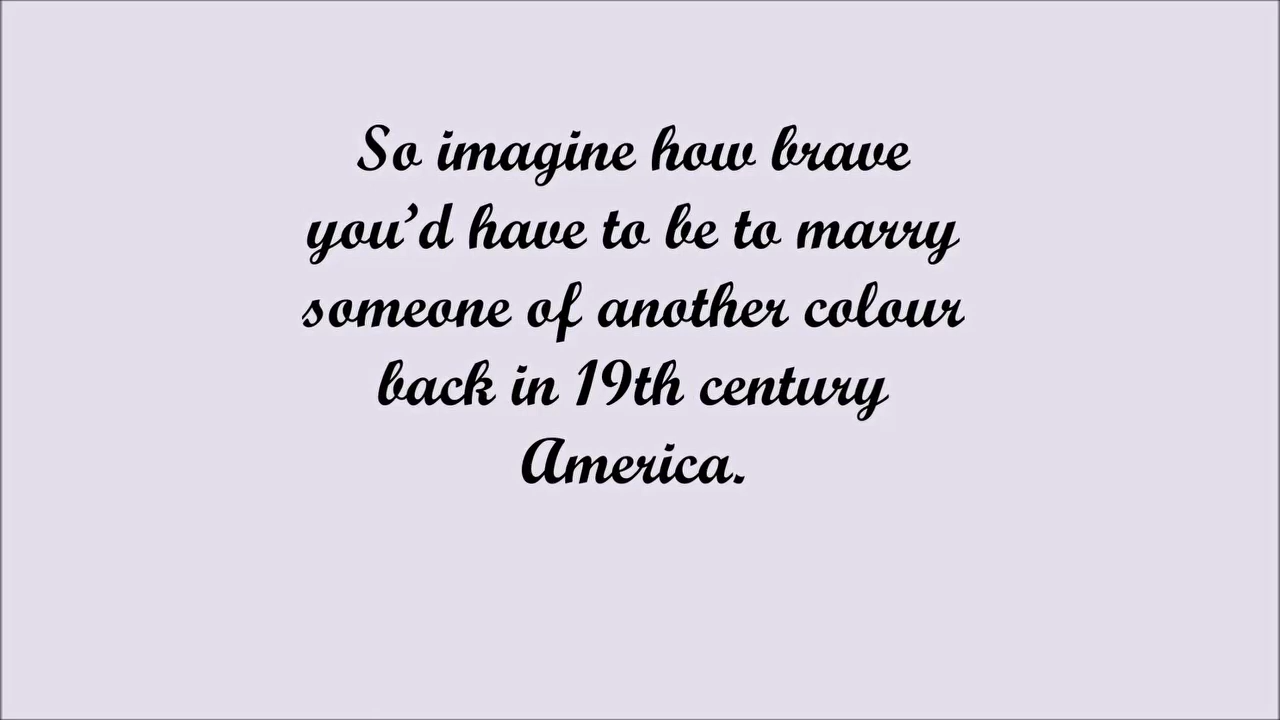 So imagine how brave
you’d have to be to marry
someone of another colour
back in 19th century
America.